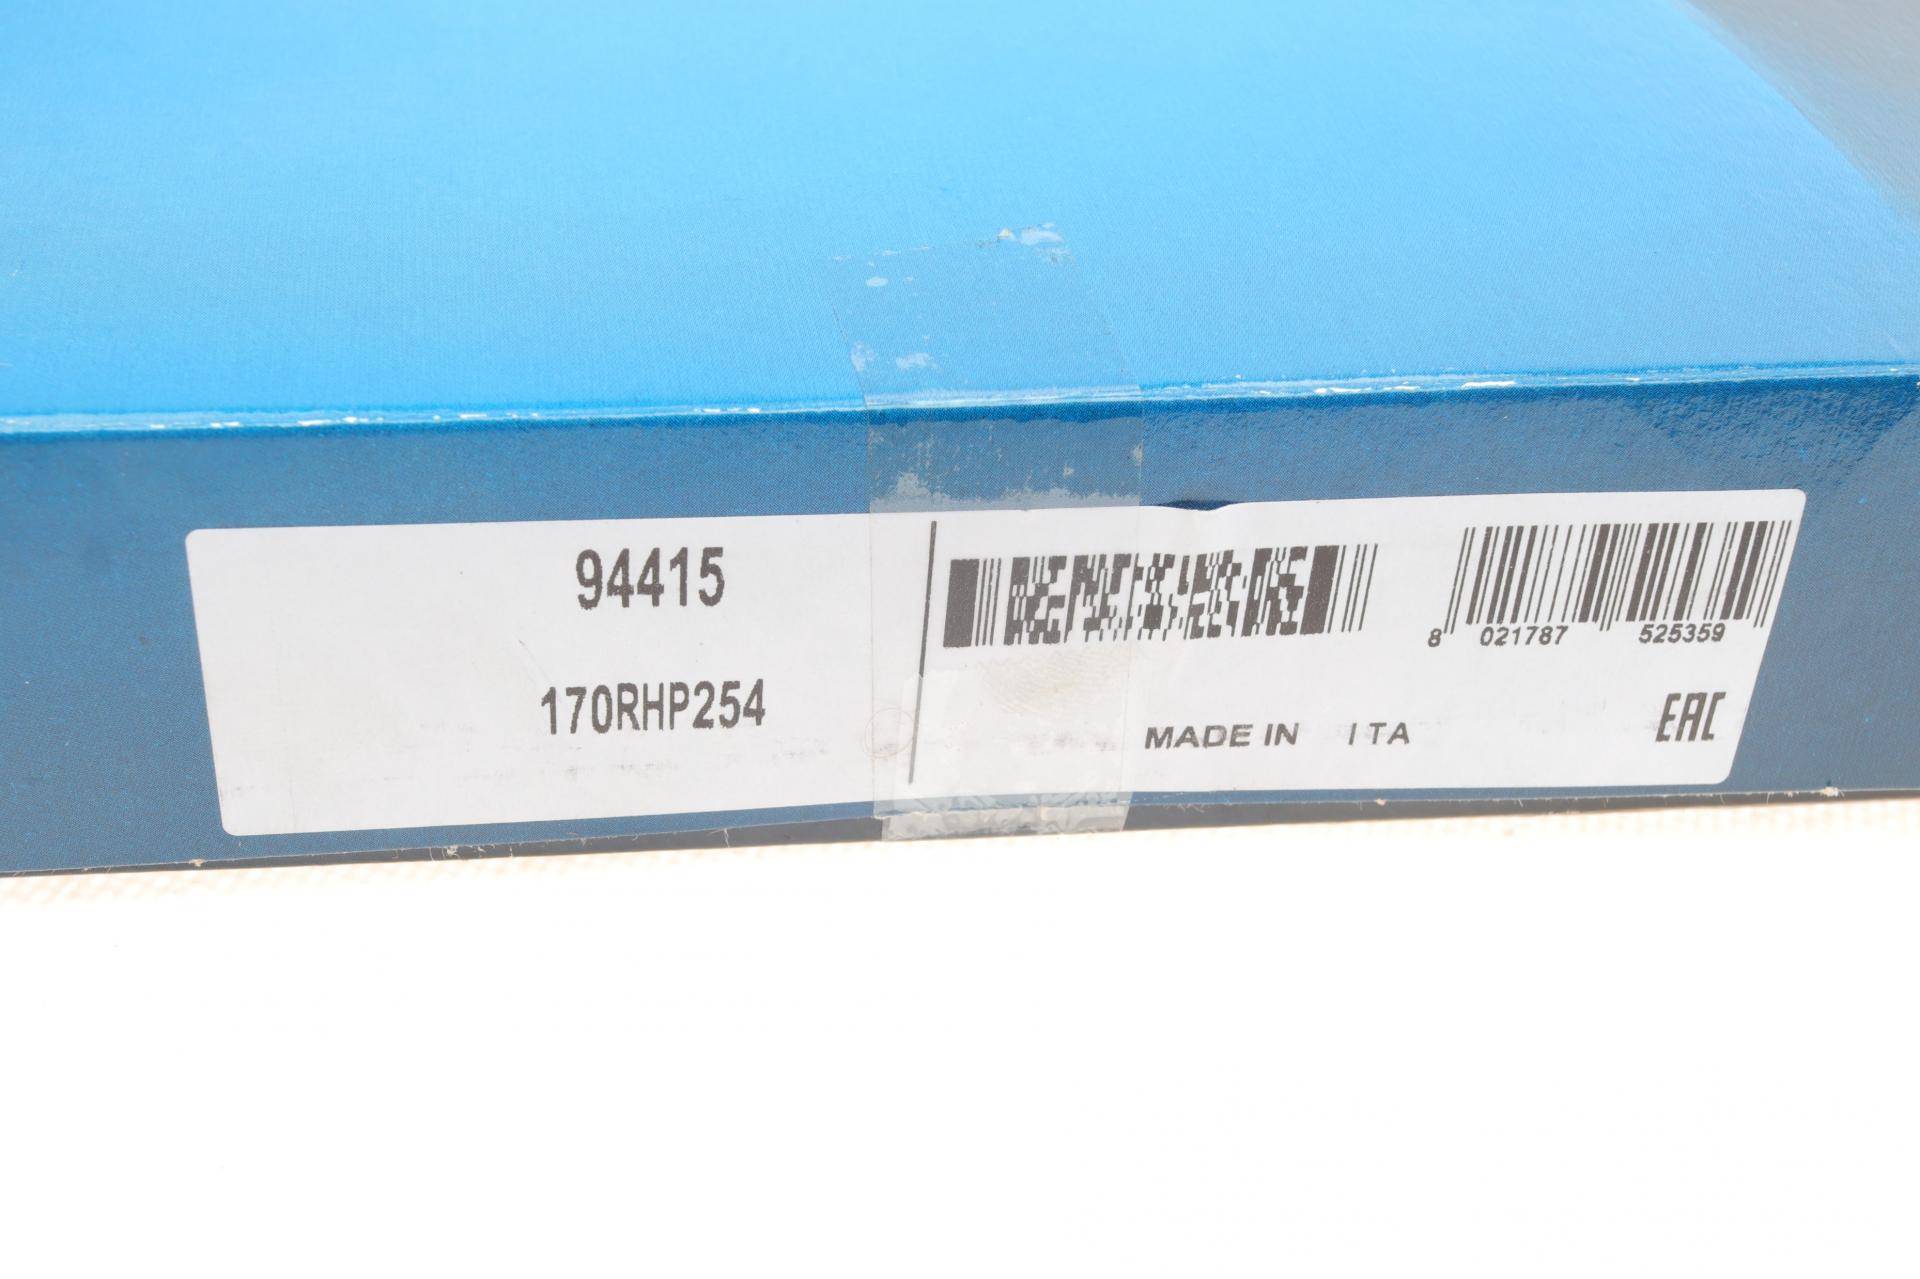 94415
170RHP254
8 021787 525359
MADE IN ITA
EAC